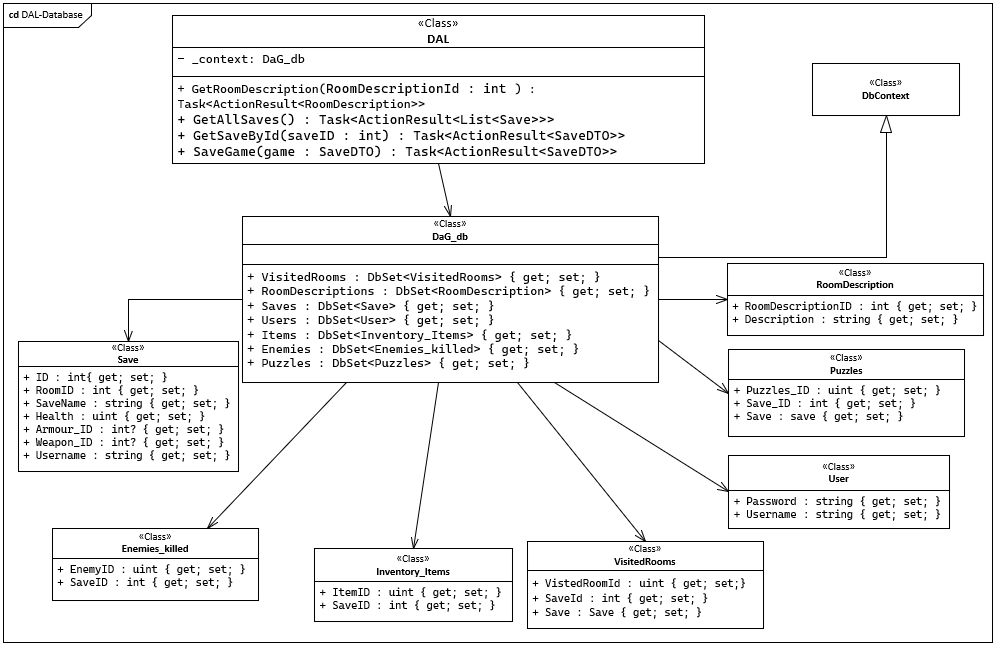 cd DAL-Database
«Class»
DAL
- _context: DaG_db
+ GetRoomDescription(RoomDescriptionId : int ) :
Task<ActionResult<RoomDescription>>
+ GetAllSaves() : Task<ActionResult<List<Save>>>
+ GetSaveById(saveID : int) : Task<ActionResult<SaveDTO>>
+ SaveGame(game : SaveDTO) : Task<ActionResult<SaveDTO>>
«Class»
DbContext
«Class»
DaG_db
+ VisitedRooms : DbSet<VisitedRooms> { get; set; }
+ RoomDescriptions : DbSet<RoomDescription> { get; set; }
+ Saves : DbSet<Save> { get; set; }
+ Users : DbSet<User> { get; set; }
+ Items : DbSet<Inventory_Items> { get; set; }
+ Enemies : DbSet<Enemies_killed> { get; set; }
+ Puzzles : DbSet<Puzzles> { get; set; }
«Class»
RoomDescription
+ RoomDescriptionID : int { get; set; }
+ Description : string { get; set; }
«Class»
Save
+ ID : int{ get; set; }
+ RoomID : int { get; set; }
+ SaveName : string { get; set; }
+ Health : uint { get; set; }
+ Armour_ID : int? { get; set; }
+ Weapon_ID : int? { get; set; }
+ Username : string { get; set; }
«Class»
Puzzles
+ Puzzles_ID : uint { get; set; }
+ Save_ID : int { get; set; }
+ Save : save { get; set; }
«Class»
User
+ Password : string { get; set; }
+ Username : string { get; set; }
«Class»
Enemies_killed
+ EnemyID : uint { get; set; }
+ SaveID : int { get; set; }
«Class»
Inventory_Items
+ ItemID : uint { get; set; }
+ SaveID : int { get; set; }
«Class»
VisitedRooms
+ VistedRoomId : uint { get; set;}
+ SaveId : int { get; set; }
+ Save : Save { get; set; }